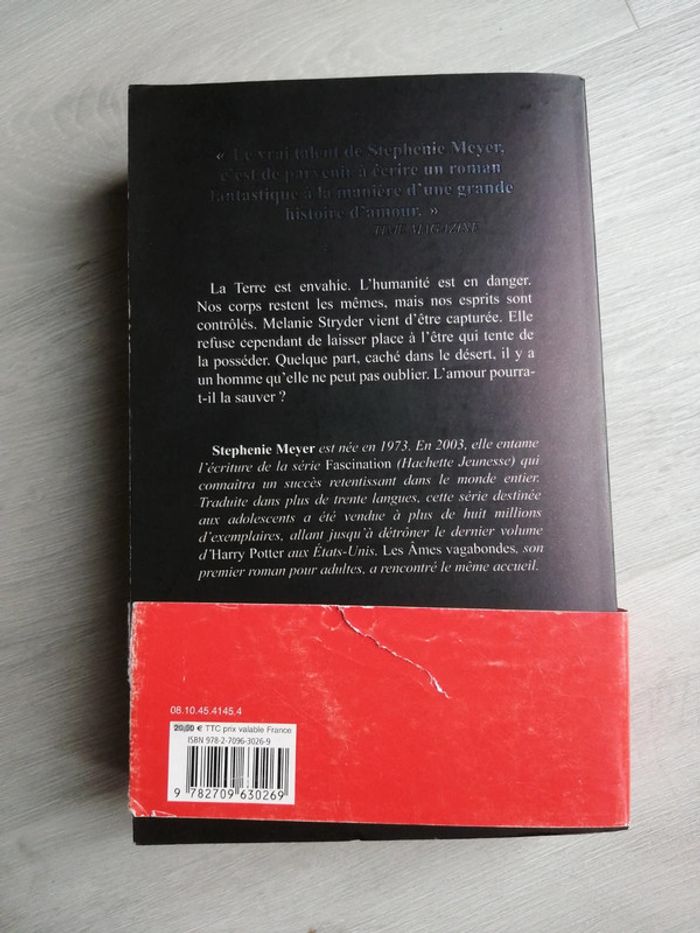 « Le vrai talent de Stephenie Meyer,
c'est de parvenir à écrire un roman
fantastique à la manière d'une grande
histoire d'amour. »
TIME MAGAZINE
La Terre est envahie. L'humanité est en danger.
Nos corps restent les mêmes, mais nos esprits sont
contrôlés. Melanie Stryder vient d'être capturée. Elle
refuse cependant de laisser place à l'être qui tente de
la posséder. Quelque part, caché dans le désert, il y a
un homme qu'elle ne peut pas oublier. L'amour pourra-
t-il la sauver ?
Stephenie Meyer est née en 1973. En 2003, elle entame
l'écriture de la série Fascination (Hachette Jeunesse) qui
connaîtra un succès retentissant dans le monde entier.
Traduite dans plus de trente langues, cette série destinée
aux adolescents a été vendue à plus de huit millions
d'exemplaires, allant jusqu'à détrôner le dernier volume
d'Harry Potter aux États-Unis. Les Âmes vagabondes, son
premier roman pour adultes, a rencontré le même accueil.
08.10.45.4145.4
20,00 € TTC prix valable France
ISBN 978-2-7096-3026-9
9 782709 630269